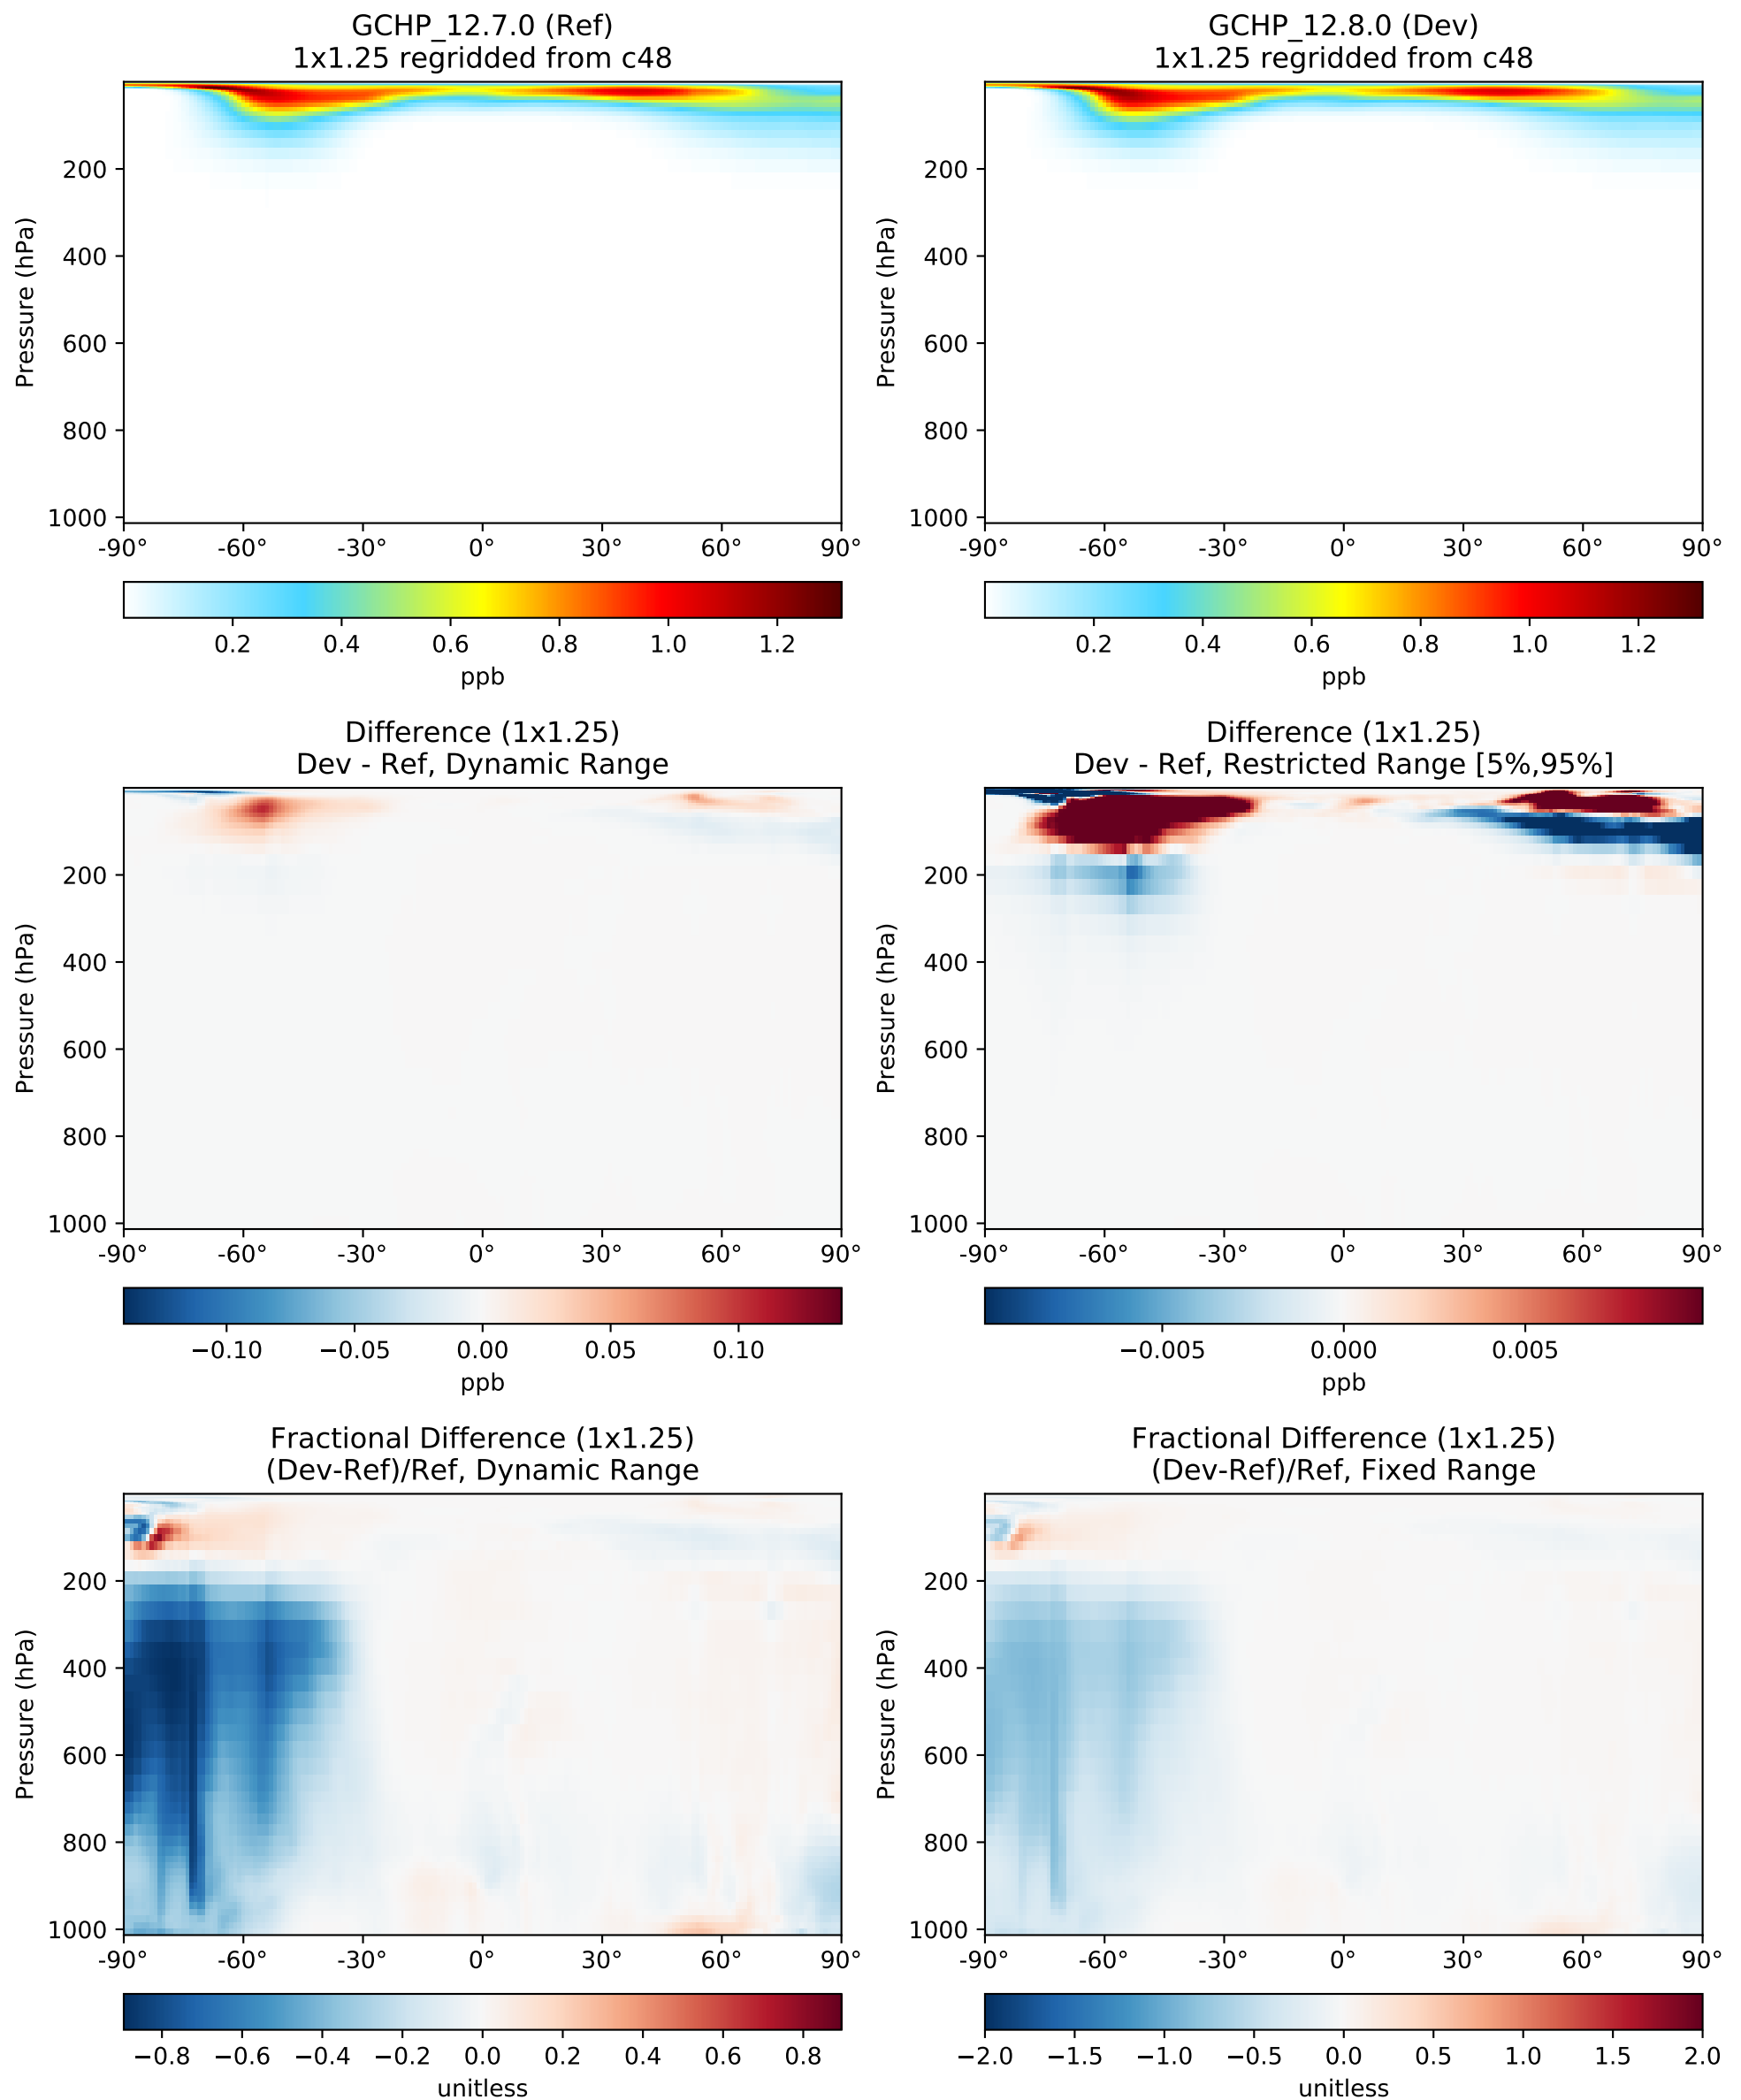 GCHP_12.7.0 (Ref)
1x1.25 regridded from c48
Pressure (hPa)
200
400
600
800
1000
-90° -60° -30° 0° 30° 60° 90°
0.2 0.4 0.6 0.8 1.0 1.2
ppb
GCHP_12.8.0 (Dev)
1x1.25 regridded from c48
Pressure (hPa)
200
400
600
800
1000
-90° -60° -30° 0° 30° 60° 90°
0.2 0.4 0.6 0.8 1.0 1.2
ppb
Difference (1x1.25)
Dev - Ref, Dynamic Range
Pressure (hPa)
200
400
600
800
1000
-90° -60° -30° 0° 30° 60° 90°
−0.10 −0.05 0.00 0.05 0.10
ppb
Difference (1x1.25)
Dev - Ref, Restricted Range [5%,95%]
Pressure (hPa)
200
400
600
800
1000
-90° -60° -30° 0° 30° 60° 90°
−0.005 0.000 0.005
ppb
Fractional Difference (1x1.25)
(Dev-Ref)/Ref, Dynamic Range
Pressure (hPa)
200
400
600
800
1000
-90° -60° -30° 0° 30° 60° 90°
−0.8 −0.6 −0.4 −0.2 0.0 0.2 0.4 0.6 0.8
unitless
Fractional Difference (1x1.25)
(Dev-Ref)/Ref, Fixed Range
Pressure (hPa)
200
400
600
800
1000
-90° -60° -30° 0° 30° 60° 90°
−2.0 −1.5 −1.0 −0.5 0.0 0.5 1.0 1.5 2.0
unitless